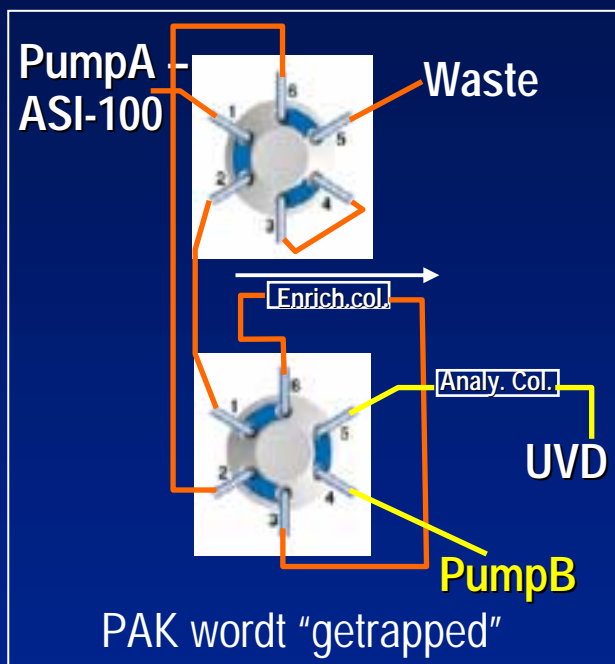 PumpA –
ASI-100
Waste
6
1
5
2
4
3
Enrich.col.
6
1
5
2
4
3
Analy. Col.
UVD
PumpB
PAK wordt “getrapped”